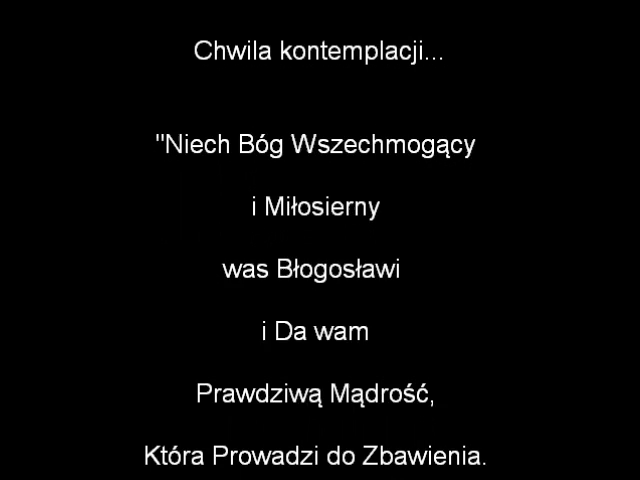 Chwila kontemplacji...
"Niech Bóg Wszechmogący
i Miłosierny
was Błogosławi
i Da wam
Prawdziwą Mądrość,
Która Prowadzi do Zbawienia.